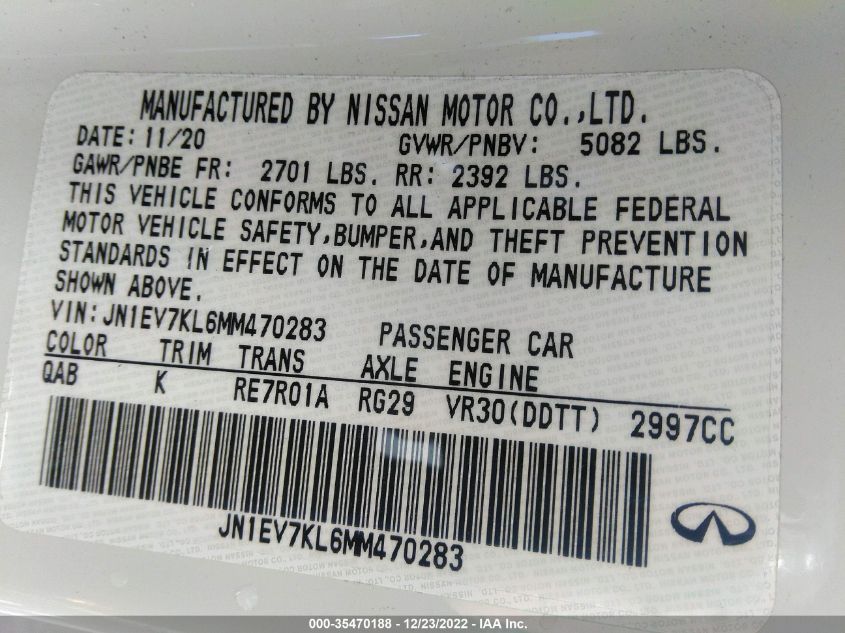 MANUFACTURED BY NISSAN MOTOR CO.,LTD.
DATE: 11/20 GVWR/PNBV: 5082 LBS.
GAWR/PNBE FR: 2701 LBS. RR: 2392 LBS.
THIS VEHICLE CONFORMS TO ALL APPLICABLE FEDERAL
MOTOR VEHICLE SAFETY,BUMPER,AND THEFT PREVENTION
STANDARDS IN EFFECT ON THE DATE OF MANUFACTURE
SHOWN ABOVE.
VIN: JN1EV7KL6MM470283 PASSENGER CAR
COLOR TRIM TRANS AXLE ENGINE
QAB K RE7R01A RG29 VR30(DDTT) 2997CC
JN1EV7KL6MM470283
000-35470188 - 12/23/2022 - IAA Inc.